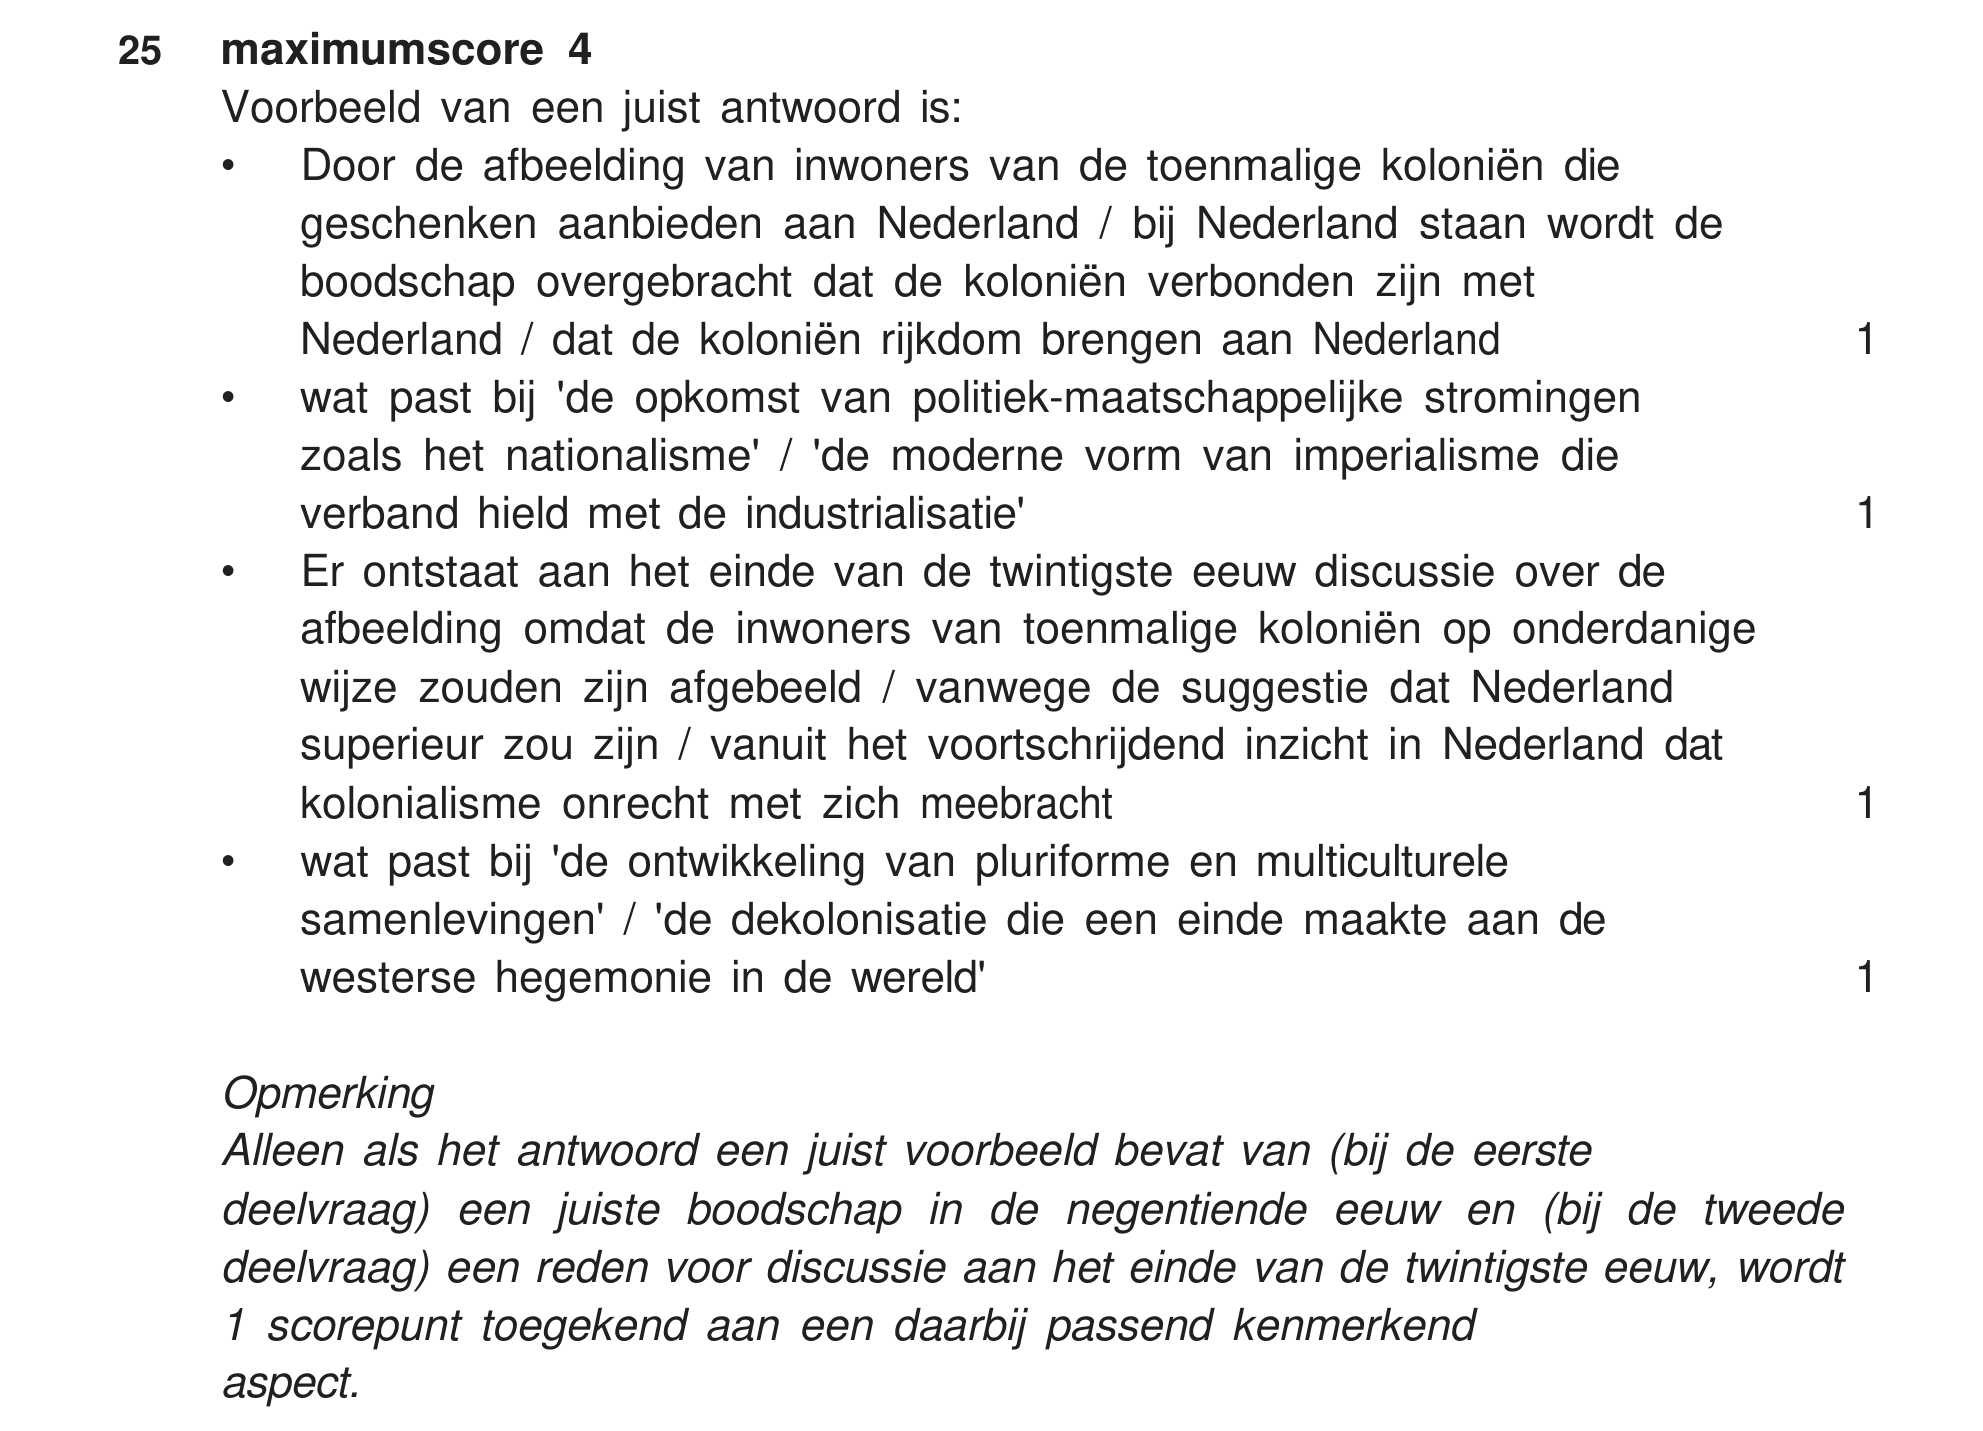 25 maximumscore 4
Voorbeeld van een juist antwoord is:
• Door de afbeelding van inwoners van de toenmalige koloniën die
geschenken aanbieden aan Nederland / bij Nederland staan wordt de
boodschap overgebracht dat de koloniën verbonden zijn met
Nederland / dat de koloniën rijkdom brengen aan Nederland 1
• wat past bij 'de opkomst van politiek-maatschappelijke stromingen
zoals het nationalisme' / 'de moderne vorm van imperialisme die
verband hield met de industrialisatie' 1
• Er ontstaat aan het einde van de twintigste eeuw discussie over de
afbeelding omdat de inwoners van toenmalige koloniën op onderdanige
wijze zouden zijn afgebeeld / vanwege de suggestie dat Nederland
superieur zou zijn / vanuit het voortschrijdend inzicht in Nederland dat
kolonialisme onrecht met zich meebracht 1
• wat past bij 'de ontwikkeling van pluriforme en multiculturele
samenlevingen' / 'de dekolonisatie die een einde maakte aan de
westerse hegemonie in de wereld' 1
Opmerking
Alleen als het antwoord een juist voorbeeld bevat van (bij de eerste
deelvraag) een juiste boodschap in de negentiende eeuw en (bij de tweede
deelvraag) een reden voor discussie aan het einde van de twintigste eeuw, wordt
1 scorepunt toegekend aan een daarbij passend kenmerkend
aspect.